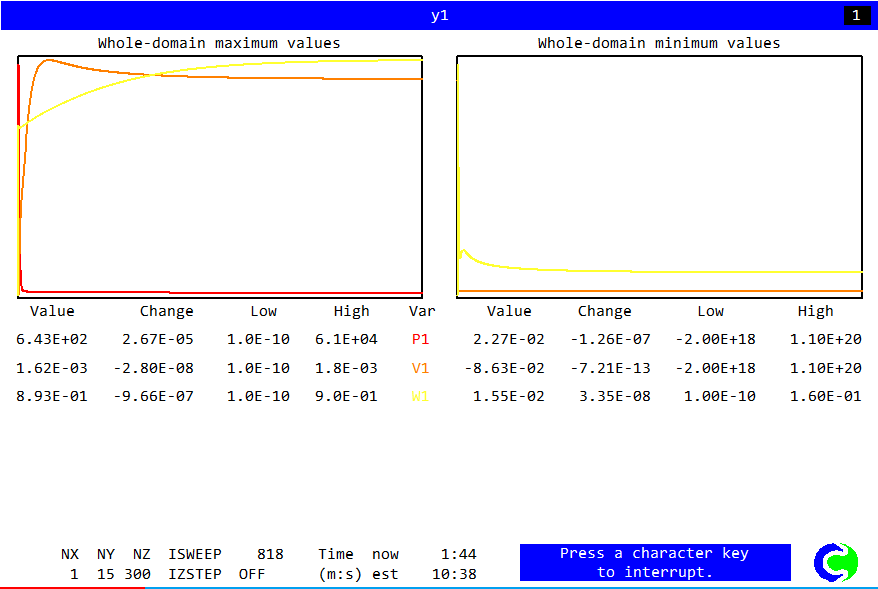 y1
1
Whole-domain maximum values Whole-domain minimum values
Value Change Low High Var Value Change Low High
6.43E+02 2.67E-05 1.0E-10 6.1E+04 P1 2.27E-02 -1.26E-07 -2.00E+18 1.10E+20
1.62E-03 -2.80E-08 1.0E-10 1.8E-03 V1 -8.63E-02 -7.21E-13 -2.00E+18 1.10E+20
8.93E-01 -9.66E-07 1.0E-10 9.0E-01 W1 1.55E-02 3.35E-08 1.00E-10 1.60E-01
NX NY NZ ISWEEP 818 Time now 1:44
1 15 300 IZSTEP OFF (m:s) est 10:38
Press a character key
to interrupt.